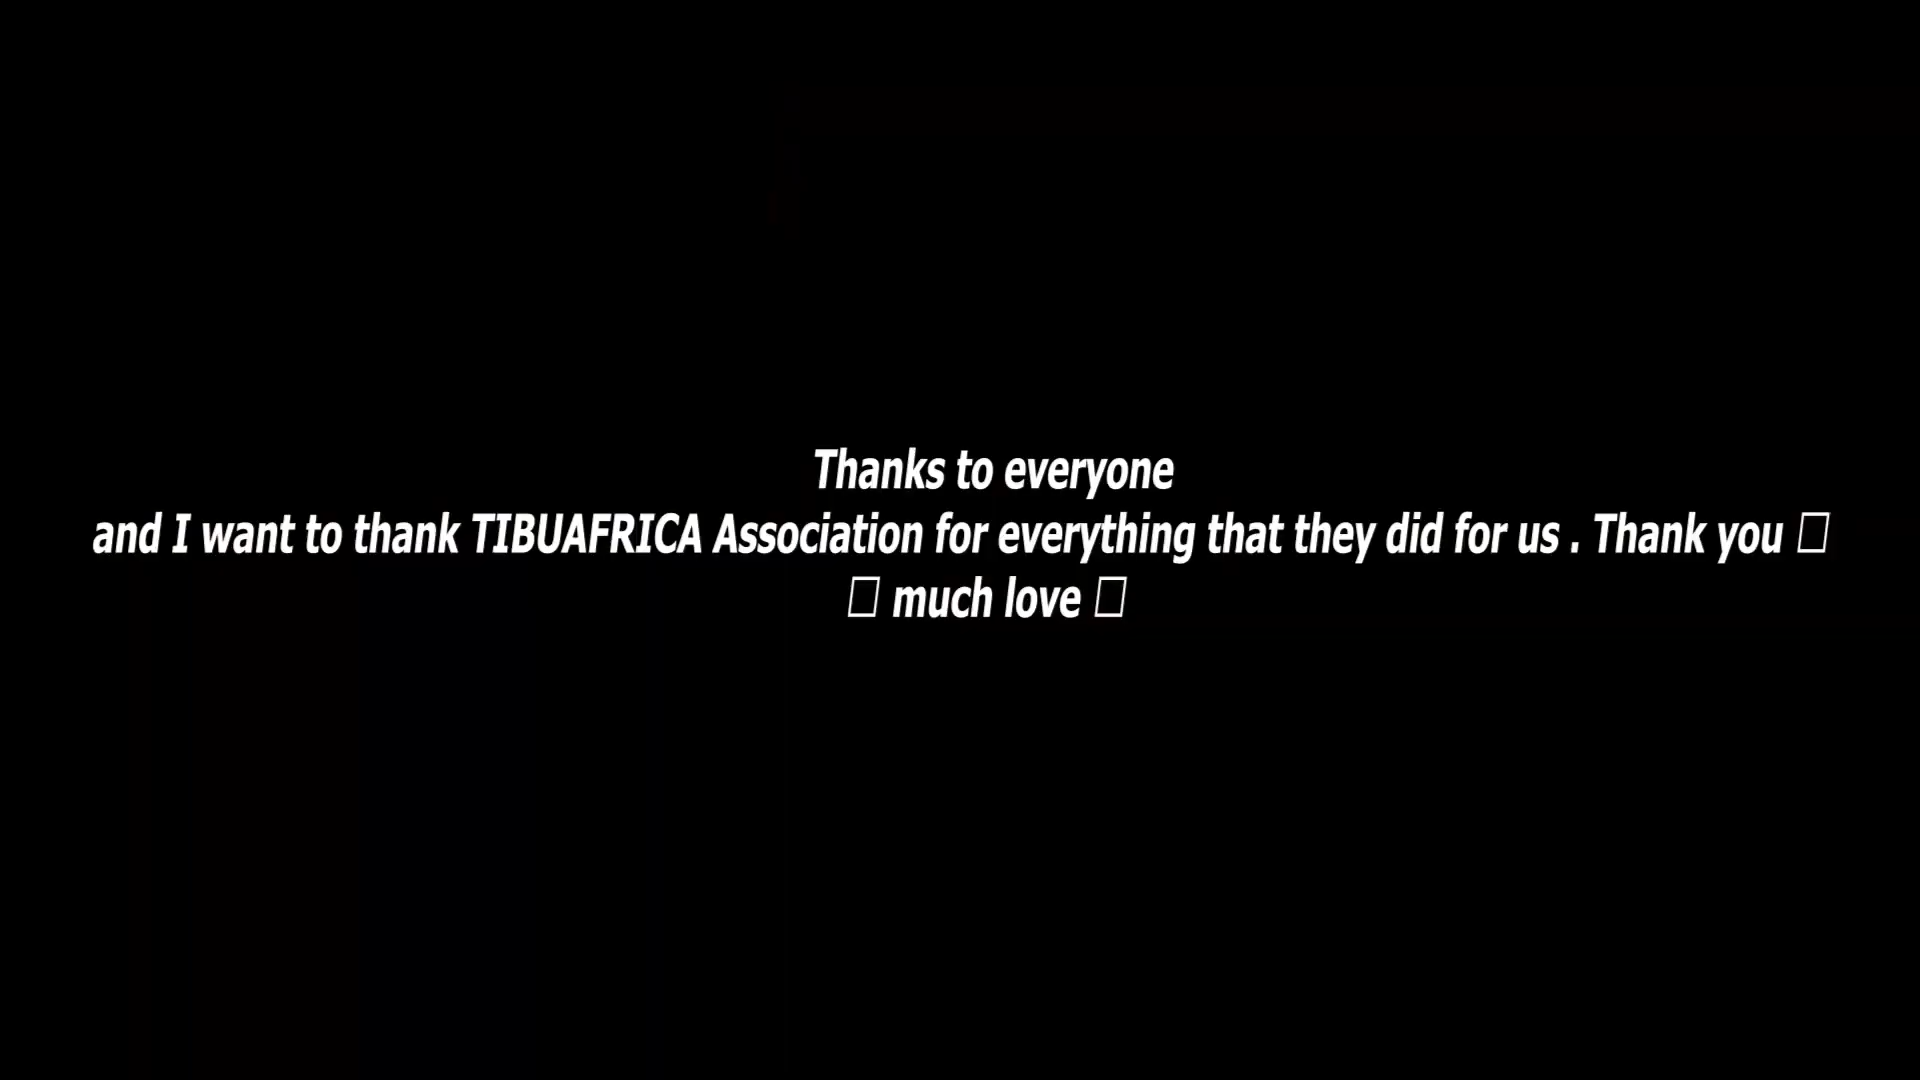 Thanks to everyone
and I want to thank TIBUAFRICA Association for everything that they did for us . Thank you □
□ much love □